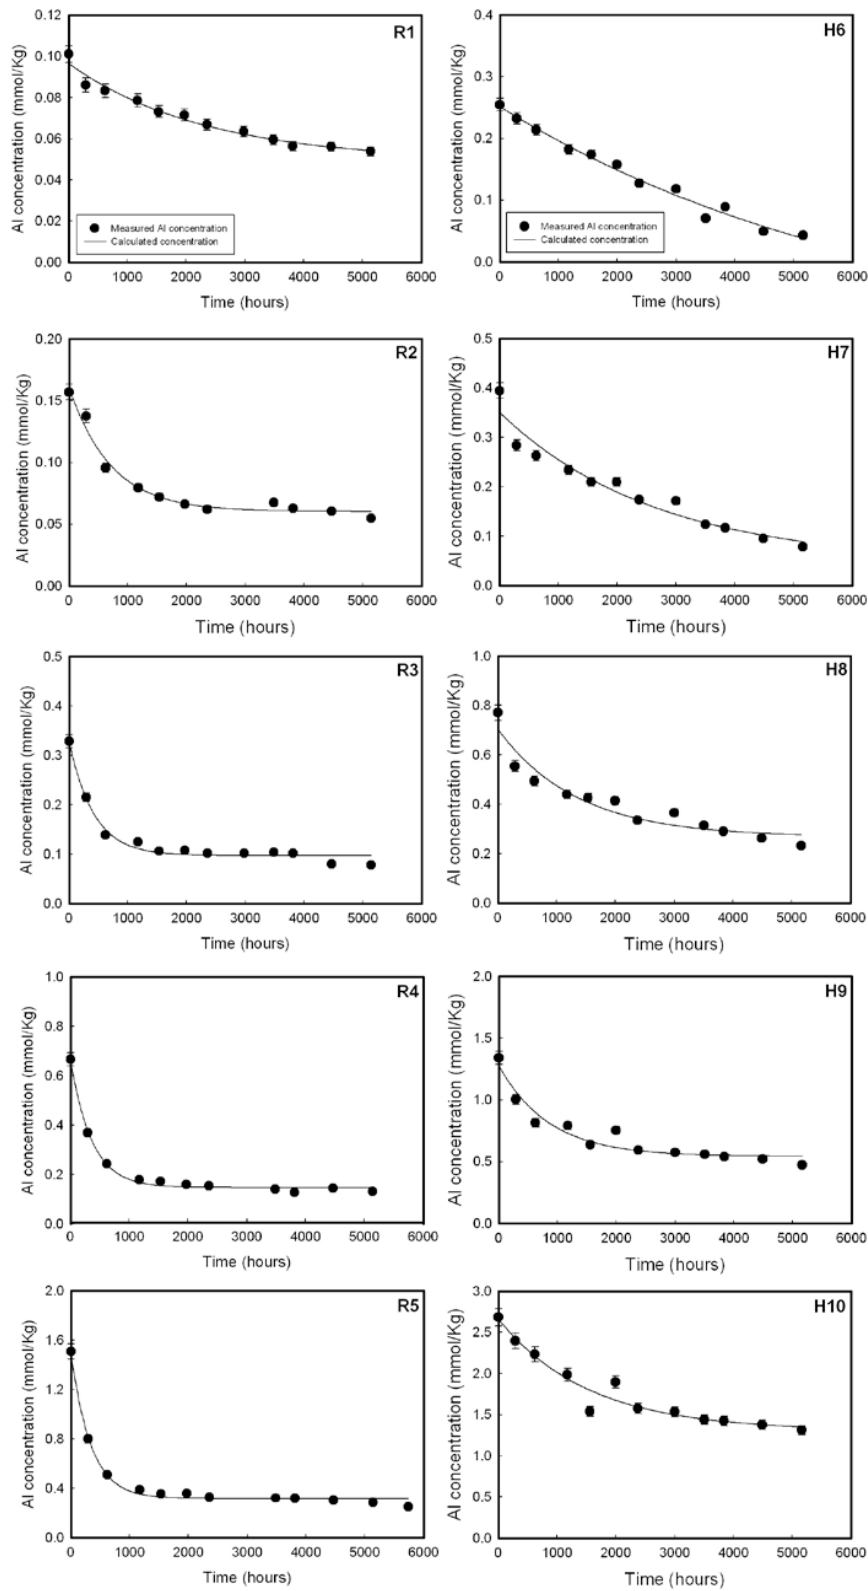 R1
Al concentration (mmol/Kg)
0.12
0.10
0.08
0.06
0.04
0.02
0.00
Measured Al concentration
Calculated concentration
0 1000 2000 3000 4000 5000 6000
Time (hours)
H6
Al concentration (mmol/Kg)
0.5
0.4
0.3
0.2
0.1
0.0
Measured Al concentration
Calculated concentration
0 1000 2000 3000 4000 5000 6000
Time (hours)
R2
Al concentration (mmol/Kg)
0.20
0.15
0.10
0.05
0.00
0 1000 2000 3000 4000 5000 6000
Time (hours)
H7
Al concentration (mmol/Kg)
0.5
0.4
0.3
0.2
0.1
0.0
0 1000 2000 3000 4000 5000 6000
Time (hours)
R3
Al concentration (mmol/Kg)
0.5
0.4
0.3
0.2
0.1
0.0
0 1000 2000 3000 4000 5000 6000
Time (hours)
H8
Al concentration (mmol/Kg)
1.0
0.8
0.6
0.4
0.2
0.0
0 1000 2000 3000 4000 5000 6000
Time (hours)
R4
Al concentration (mmol/Kg)
1.0
0.8
0.6
0.4
0.2
0.0
0 1000 2000 3000 4000 5000 6000
Time (hours)
H9
Al concentration (mmol/Kg)
2.0
1.5
1.0
0.5
0.0
0 1000 2000 3000 4000 5000 6000
Time (hours)
R5
Al concentration (mmol/Kg)
2.0
1.6
1.2
0.8
0.4
0.0
0 1000 2000 3000 4000 5000 6000
Time (hours)
H10
Al concentration (mmol/Kg)
3.0
2.5
2.0
1.5
1.0
0.5
0.0
0 1000 2000 3000 4000 5000 6000
Time (hours)